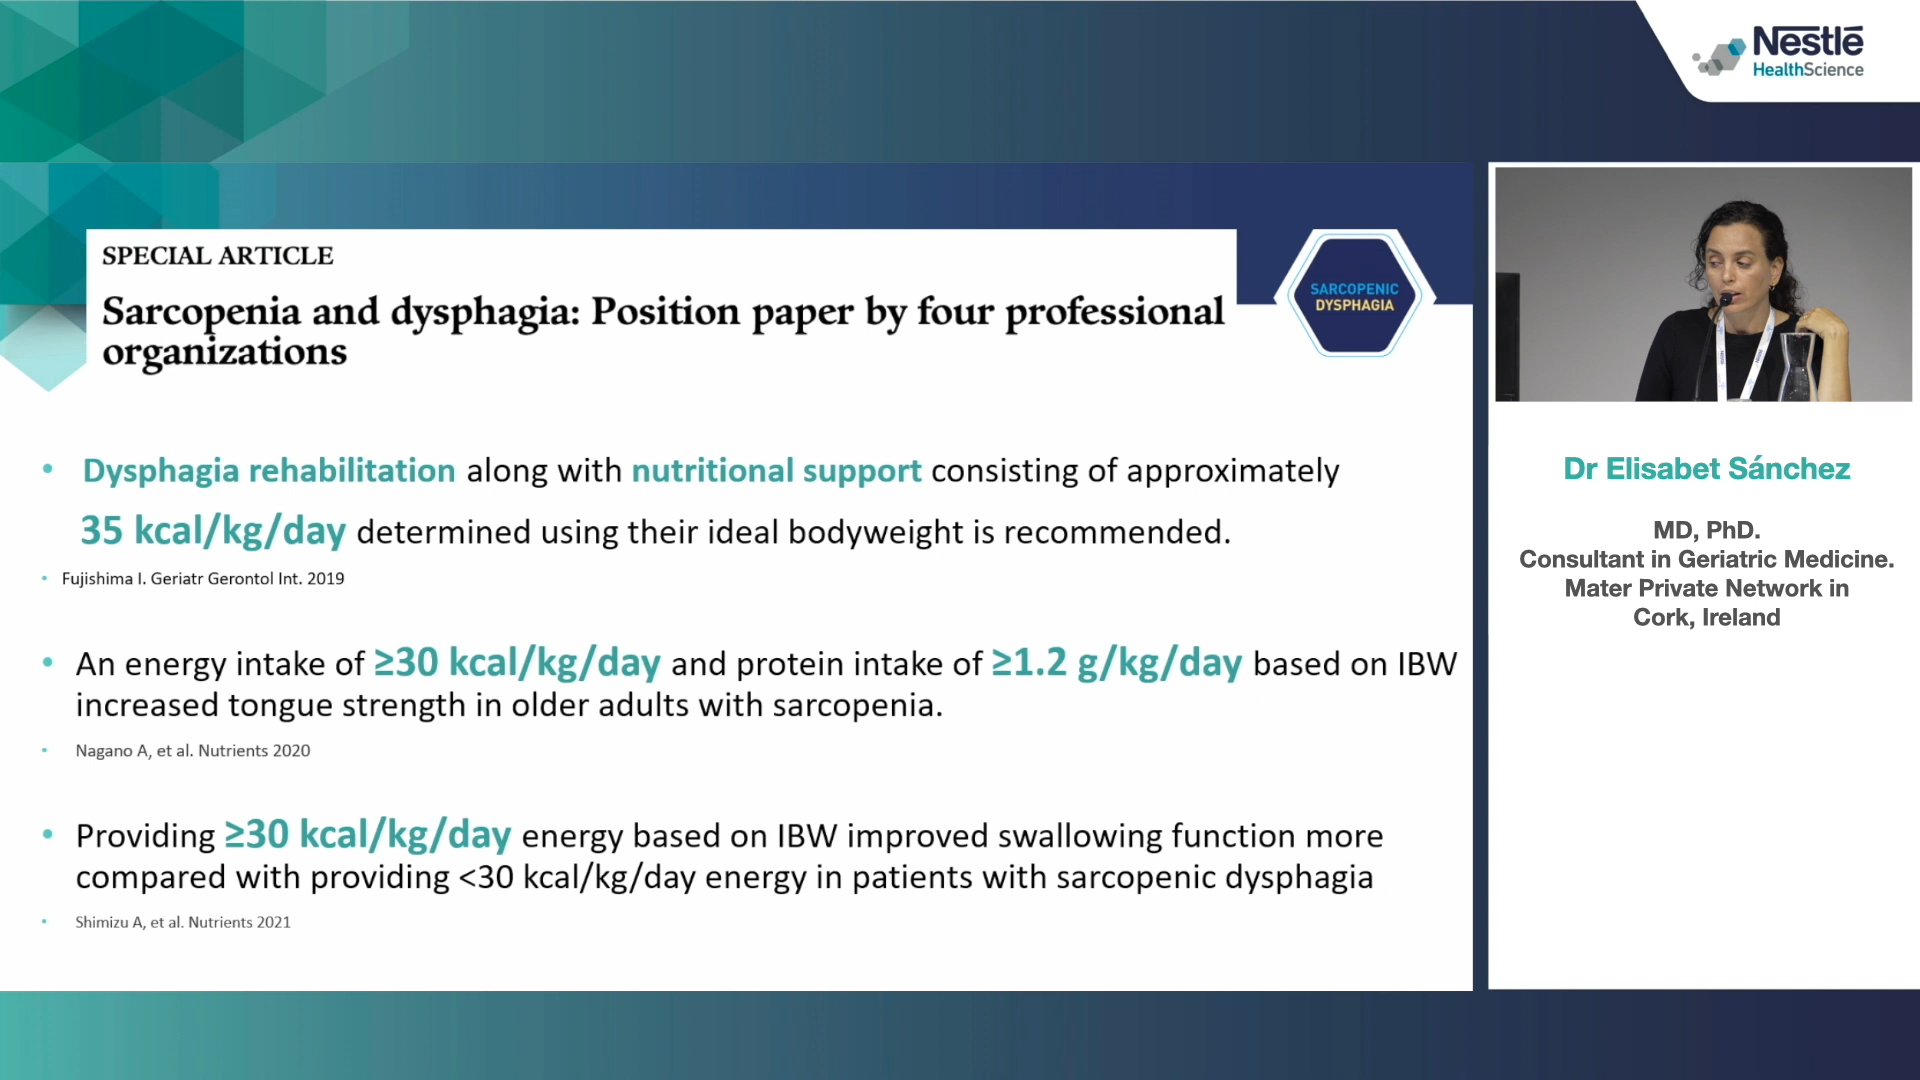 Nestlé
HealthScience
SPECIAL ARTICLE
Sarcopenia and dysphagia: Position paper by four professional
organizations
SARCOPENIC
DYSPHAGIA
• Dysphagia rehabilitation along with nutritional support consisting of approximately
35 kcal/kg/day determined using their ideal bodyweight is recommended.
• Fujishima I. Geriatr Gerontol Int. 2019
• An energy intake of ≥30 kcal/kg/day and protein intake of ≥1.2 g/kg/day based on IBW
increased tongue strength in older adults with sarcopenia.
• Nagano A, et al. Nutrients 2020
• Providing ≥30 kcal/kg/day energy based on IBW improved swallowing function more
compared with providing <30 kcal/kg/day energy in patients with sarcopenic dysphagia
• Shimizu A, et al. Nutrients 2021
Dr Elisabet Sánchez
MD, PhD.
Consultant in Geriatric Medicine.
Mater Private Network in
Cork, Ireland